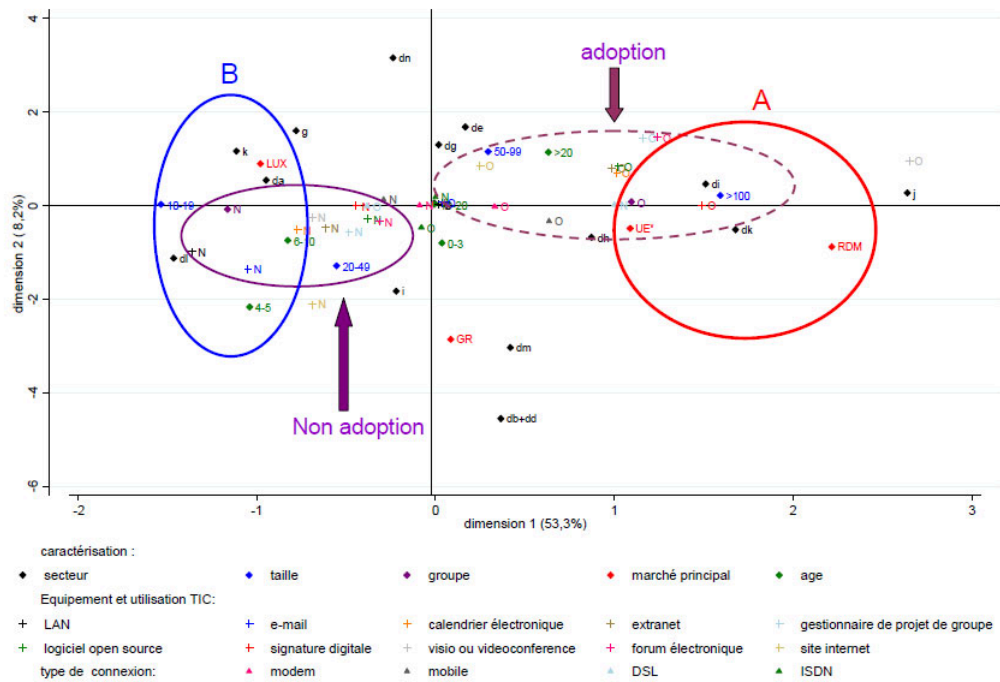 4
dn
adoption
B
A
2
g
de
k
dg
50-99
>20
O
O
O
LUX
O
O
O
O
da
di
j
0
10-19
N
N
N
O
>100
N
N
O
O
O
N
N
N
O
O
UE*
N
6-10
N
N
0-3
dh
dk
RDM
dl
N
N
20-49
-2
4-5
N
i
GR
dm
-4
Non adoption
db+dd
-6
dimension 2 (8,2%)
-2
-1
0
1
2
3
dimension 1 (53,3%)
caractérisation :
secteur taille groupe marché principal age
Equipement et utilisation TIC:
LAN e-mail calendrier électronique extranet gestionnaire de projet de groupe
logiciel open source signature digitale visio ou videoconference forum électronique site internet
type de connexion: modem mobile DSL ISDN